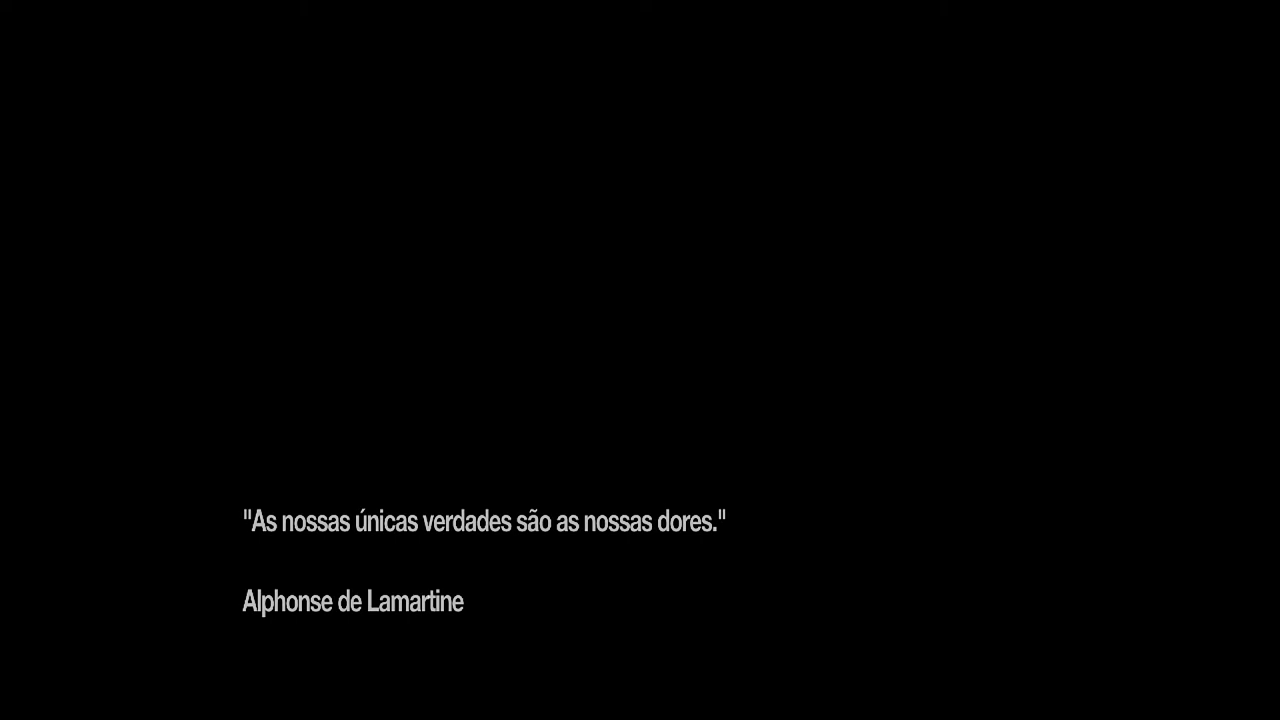 "As nossas únicas verdades são as nossas dores."
Alphonse de Lamartine